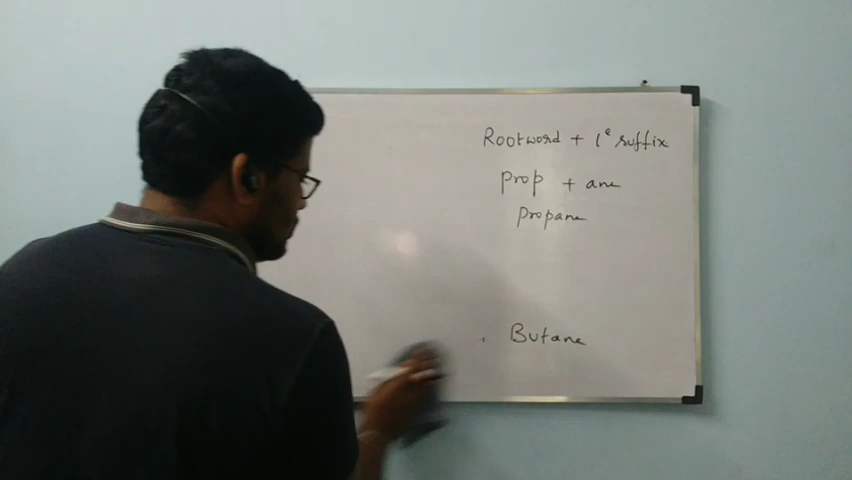 Rootword + 1° suffix
Prop + ane
Propane
Butane